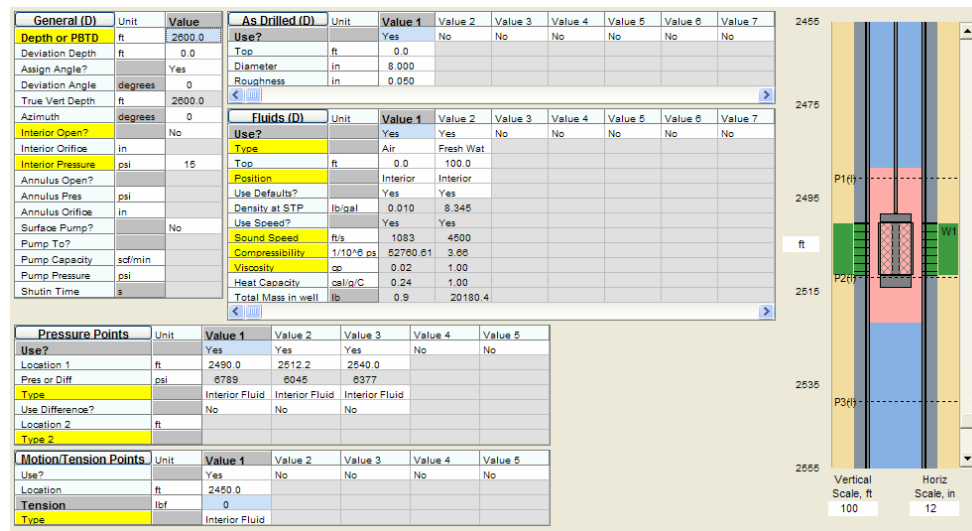 General (D) Unit Value
Depth or PBTD ft 2600.0
Deviation Depth ft 0.0
Assign Angle? Yes
Deviation Angle degrees 0
True Vert Depth ft 2600.0
Azimuth degrees 0
Interior Open? No
Interior Orifice in
Interior Pressure psi 15
Annulus Open?
Annulus Pres psi
Annulus Orifice in
Surface Pump? No
Pump To?
Pump Capacity scf/min
Pump Pressure psi
Shutin Time s
As Drilled (D) Unit Value 1 Value 2 Value 3 Value 4 Value 5 Value 6 Value 7
Use? Yes No No No No No No
Top ft 0.0
Diameter in 8.000
Roughness in 0.050
Fluids (D) Unit Value 1 Value 2 Value 3 Value 4 Value 5 Value 6 Value 7
Use? Yes Yes No No No No No
Type Air Fresh Wat
Top ft 0.0 100.0
Position Interior Interior
Use Defaults? Yes Yes
Density at STP lb/gal 0.010 8.345
Use Speed? Yes Yes
Sound Speed ft/s 1083 4500
Compressibility 1/10^6 ps 52760.61 3.66
Viscosity cp 0.02 1.00
Heat Capacity cal/g/C 0.24 1.00
Total Mass in well lb 0.9 20180.4
Pressure Points Unit Value 1 Value 2 Value 3 Value 4 Value 5
Use? Yes Yes Yes No No
Location 1 ft 2490.0 2512.2 2540.0
Pres or Diff psi 6789 6045 6377
Type Interior Fluid Interior Fluid Interior Fluid
Use Difference? No No No
Location 2 ft
Type 2
Motion/Tension Points Unit Value 1 Value 2 Value 3 Value 4 Value 5
Use? Yes No No No No
Location ft 2450.0
Tension lbf 0
Type Interior Fluid
2465
2475
P1(I)
2495
W1
ft
P2(I)
2515
2535
P3(I)
2555
Vertical Scale, ft
100
Horiz Scale, in
12